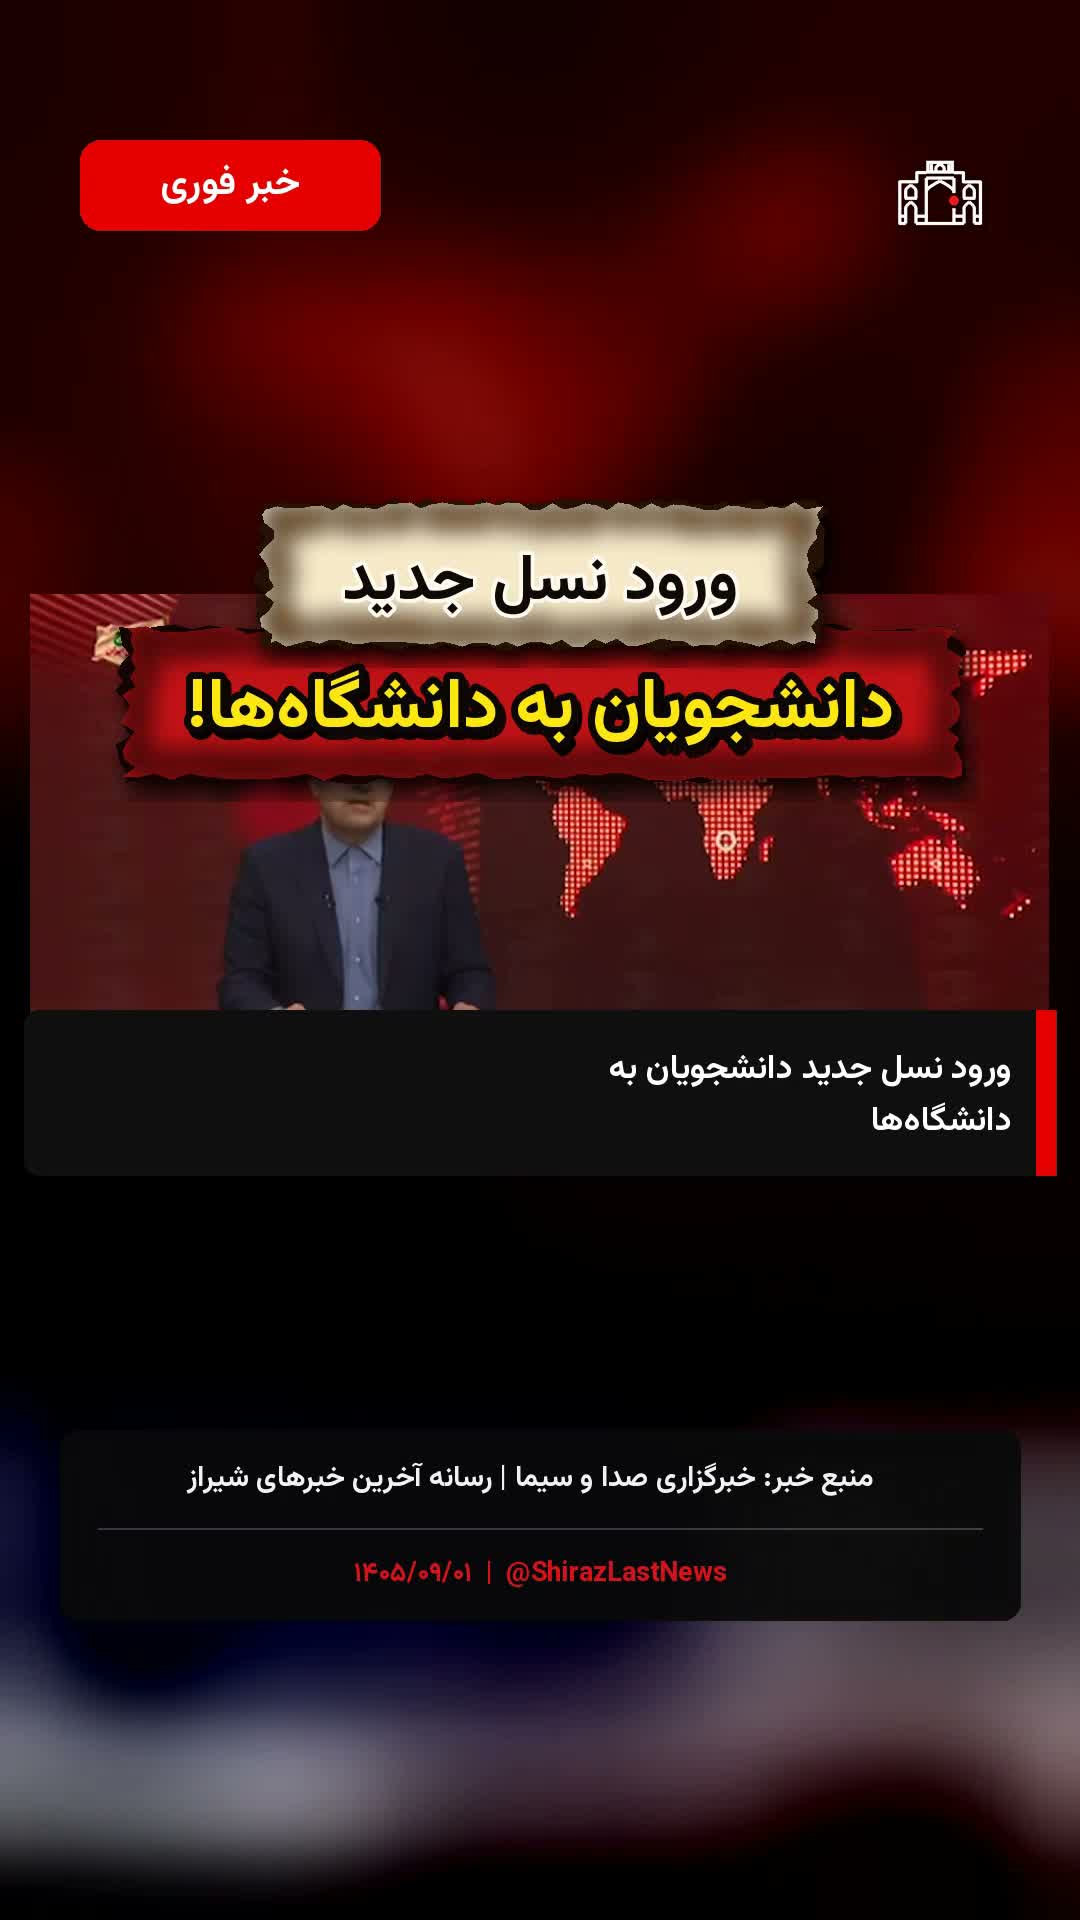 خبر فوری
ورود نسل جدید
دانشجویان به دانشگاه‌ها!
ورود نسل جدید دانشجویان به
دانشگاه‌ها
منبع خبر: خبرگزاری صدا و سیما | رسانه آخرین خبرهای شیراز
۱۴۰۵/۰۹/۰۱ | @ShirazLastNews